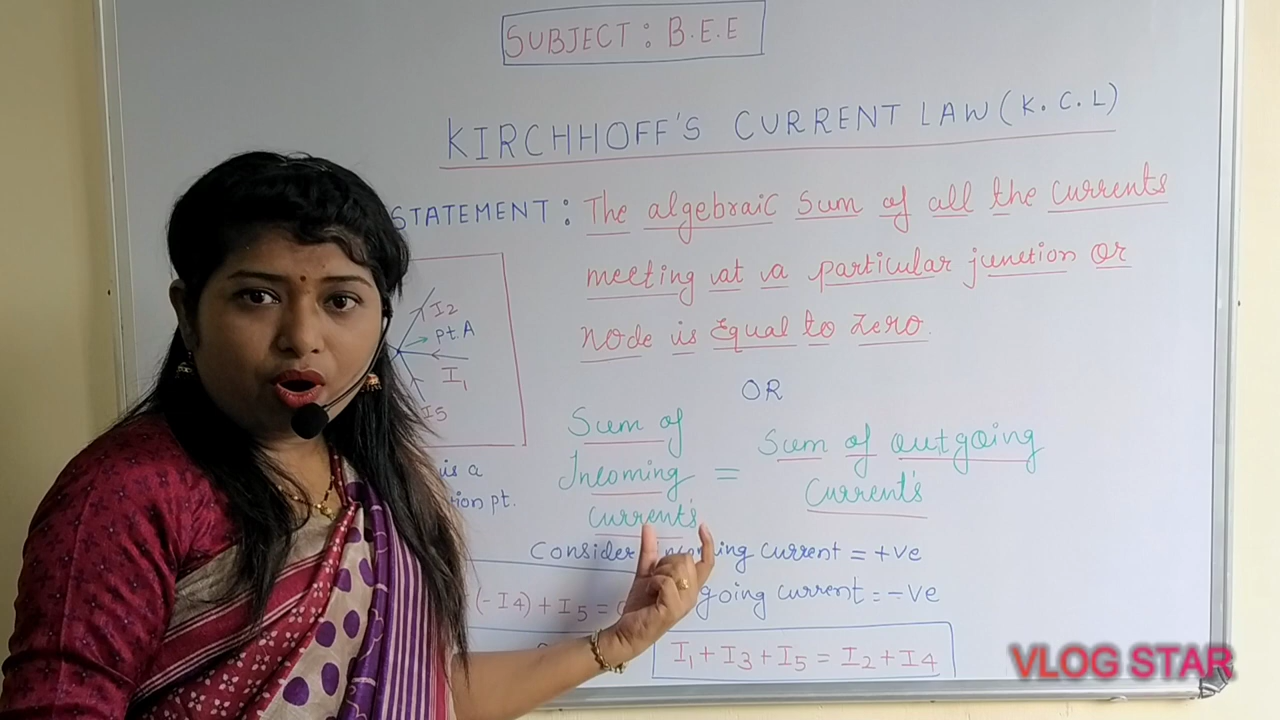 SUBJECT : B.E.E
KIRCHHOFF'S CURRENT LAW (K.C.L)
STATEMENT : The algebraic sum of all the currents
meeting at a particular junction or
node is equal to zero.
I2
Pt. A
I1
I5
is a
pt.
OR
Sum of
Incoming
currents
=
Sum of outgoing
currents
Consider incoming current = +ve
going current = -ve
(-I4) + I5 =
I1 + I3 + I5 = I2 + I4
VLOG STAR